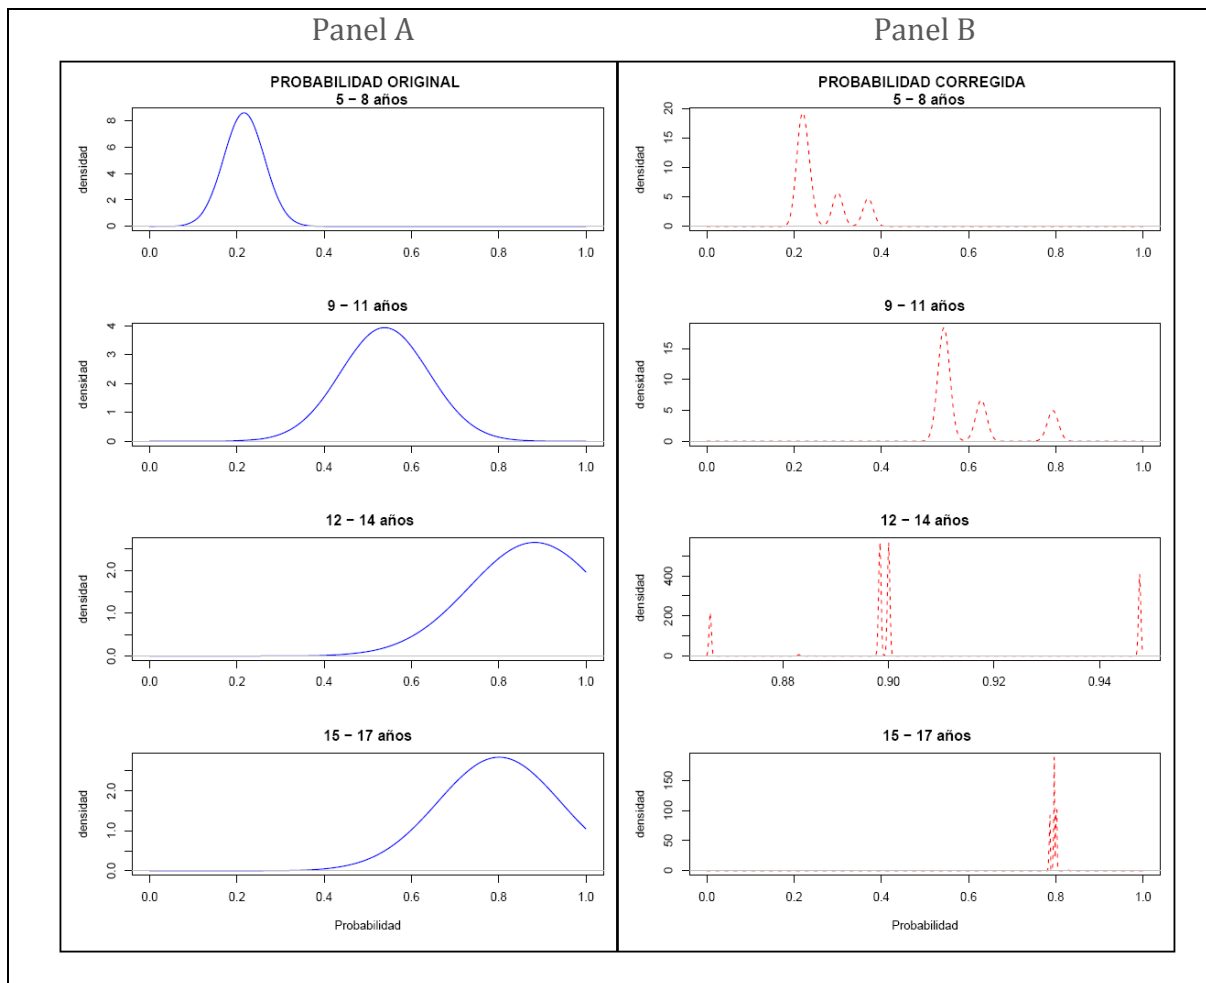 Panel A
Panel B
PROBABILIDAD ORIGINAL
5 − 8 años
densidad
0 2 4 6 8
0.0 0.2 0.4 0.6 0.8 1.0
9 − 11 años
densidad
0 1 2 3 4
0.0 0.2 0.4 0.6 0.8 1.0
12 − 14 años
densidad
0.0 1.0 2.0
0.0 0.2 0.4 0.6 0.8 1.0
15 − 17 años
densidad
0.0 1.0 2.0
0.0 0.2 0.4 0.6 0.8 1.0
Probabilidad
PROBABILIDAD CORREGIDA
5 − 8 años
densidad
0 5 10 15 20
0.0 0.2 0.4 0.6 0.8 1.0
9 − 11 años
densidad
0 5 10 15
0.0 0.2 0.4 0.6 0.8 1.0
12 − 14 años
densidad
0 200 400
0.88 0.90 0.92 0.94
15 − 17 años
densidad
0 50 100 150
0.0 0.2 0.4 0.6 0.8 1.0
Probabilidad